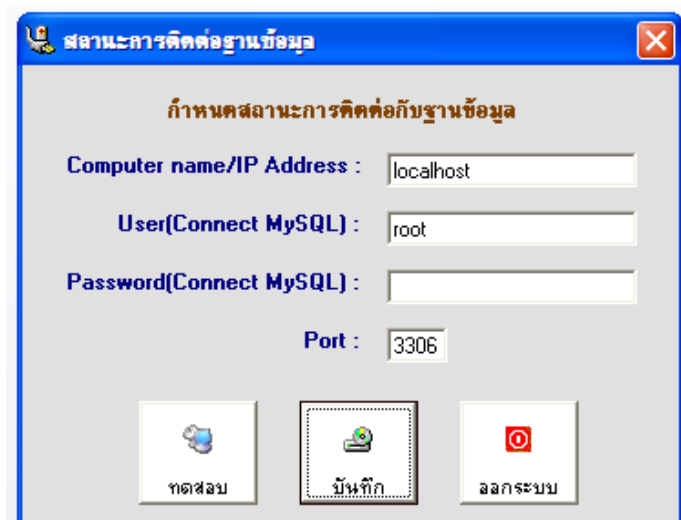 สถานะการติดต่อฐานข้อมูล
กำหนดสถานะการติดต่อกับฐานข้อมูล
Computer name/IP Address : localhost
User(Connect MySQL) : root
Password(Connect MySQL) :
Port : 3306
ทดสอบ บันทึก ออกระบบ